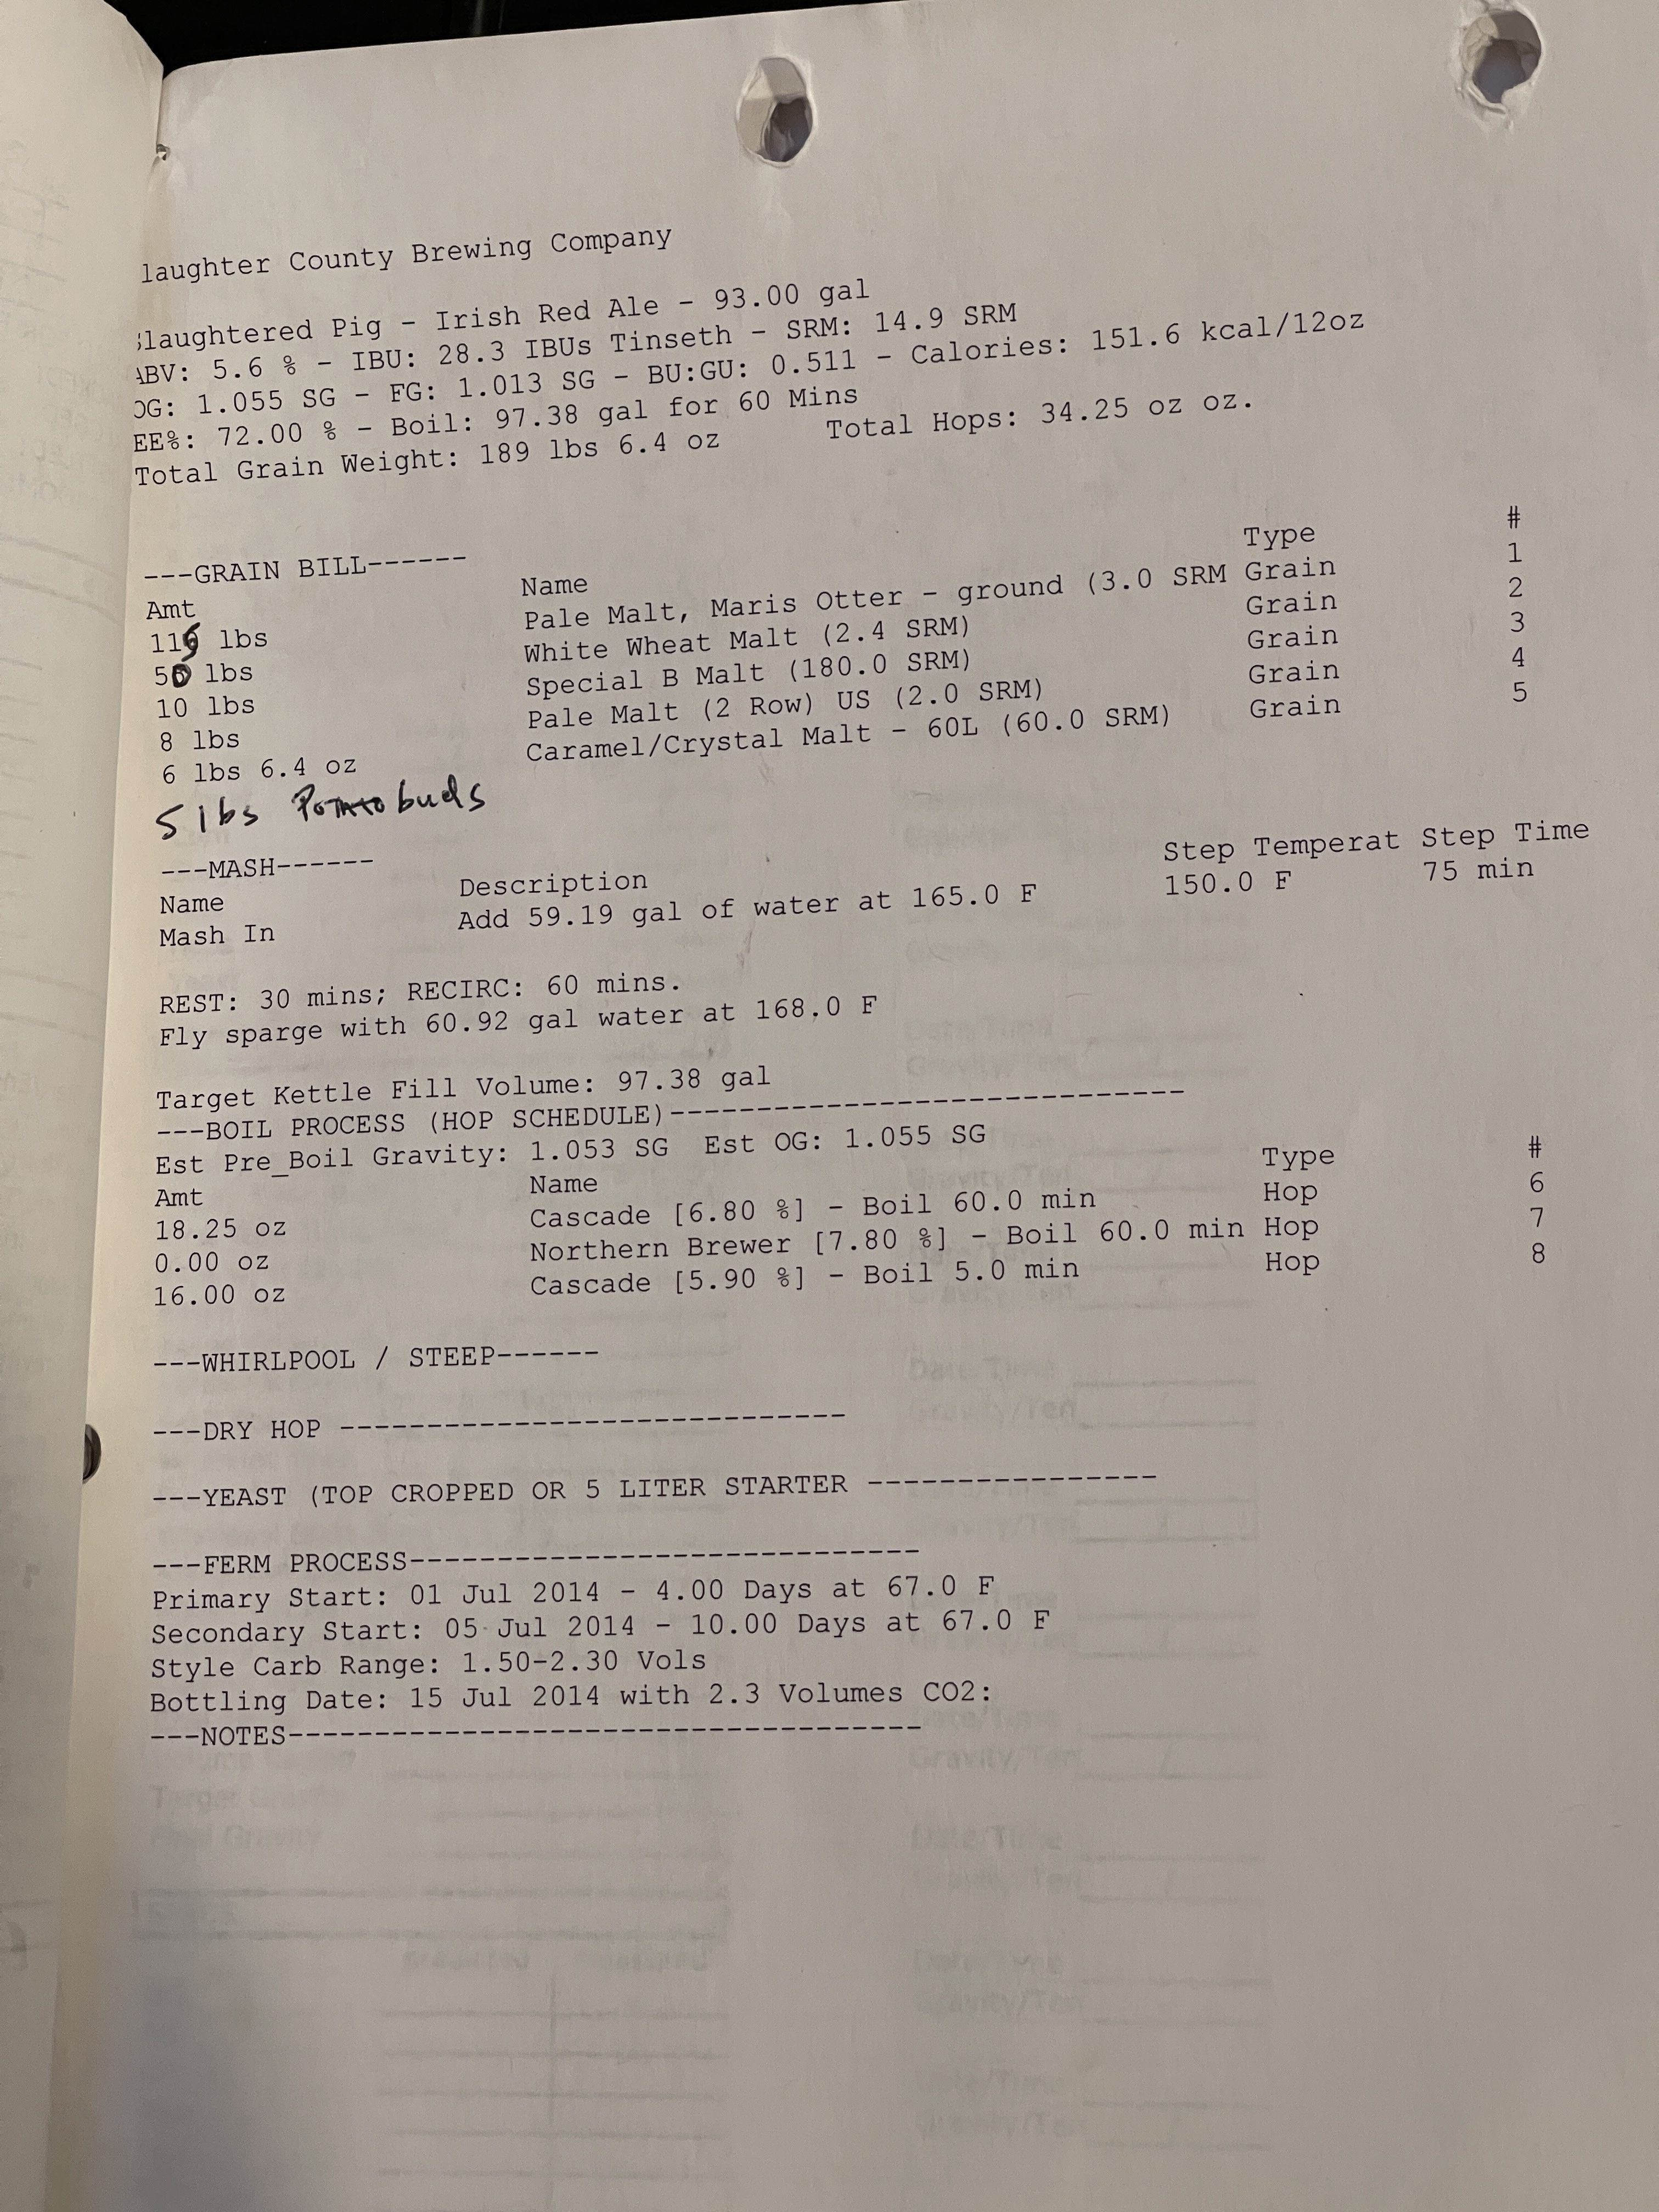 laughter County Brewing Company
Slaughtered Pig - Irish Red Ale - 93.00 gal
ABV: 5.6 % - IBU: 28.3 IBUs Tinseth - SRM: 14.9 SRM
OG: 1.055 SG - FG: 1.013 SG - BU:GU: 0.511 - Calories: 151.6 kcal/12oz
EE%: 72.00 % - Boil: 97.38 gal for 60 Mins
Total Grain Weight: 189 lbs 6.4 oz Total Hops: 34.25 oz oz.
---GRAIN BILL------
Amt Name Type #
115 lbs Pale Malt, Maris Otter - ground (3.0 SRM Grain 1
50 lbs White Wheat Malt (2.4 SRM) Grain 2
10 lbs Special B Malt (180.0 SRM) Grain 3
8 lbs Pale Malt (2 Row) US (2.0 SRM) Grain 4
6 lbs 6.4 oz Caramel/Crystal Malt - 60L (60.0 SRM) Grain 5
5 lbs Potato buds
---MASH------
Name Description Step Temperat Step Time
Mash In Add 59.19 gal of water at 165.0 F 150.0 F 75 min
REST: 30 mins; RECIRC: 60 mins.
Fly sparge with 60.92 gal water at 168.0 F
Target Kettle Fill Volume: 97.38 gal
---BOIL PROCESS (HOP SCHEDULE)------------------------------
Est Pre_Boil Gravity: 1.053 SG Est OG: 1.055 SG
Amt Name Type #
18.25 oz Cascade [6.80 %] - Boil 60.0 min Hop 6
0.00 oz Northern Brewer [7.80 %] - Boil 60.0 min Hop 7
16.00 oz Cascade [5.90 %] - Boil 5.0 min Hop 8
---WHIRLPOOL / STEEP------
---DRY HOP -----------------------------
---YEAST (TOP CROPPED OR 5 LITER STARTER -----------------
---FERM PROCESS------------------------------
Primary Start: 01 Jul 2014 - 4.00 Days at 67.0 F
Secondary Start: 05 Jul 2014 - 10.00 Days at 67.0 F
Style Carb Range: 1.50-2.30 Vols
Bottling Date: 15 Jul 2014 with 2.3 Volumes CO2:
---NOTES-------------------------------------